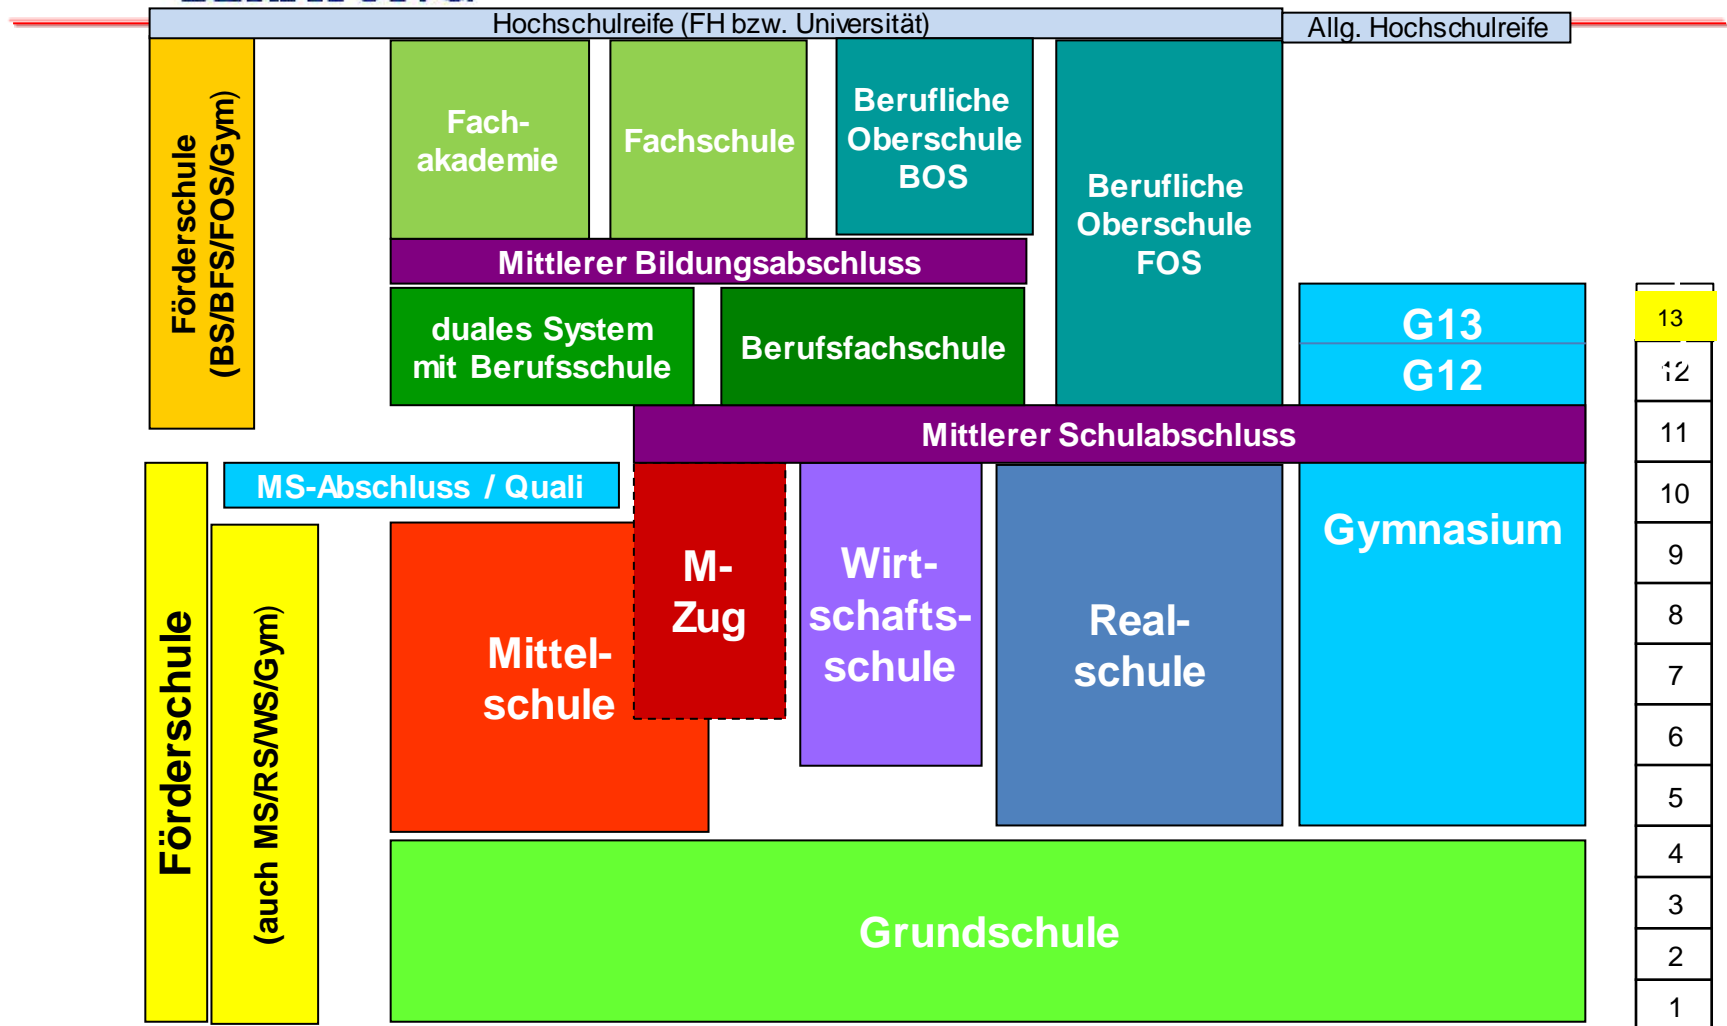 Hochschulreife (FH bzw. Universität)
Allg. Hochschulreife
Förderschule
(BS/BFS/FOS/Gym)
Fach-
akademie
Fachschule
Berufliche
Oberschule
BOS
Berufliche
Oberschule
FOS
Mittlerer Bildungsabschluss
duales System
mit Berufsschule
Berufsfachschule
G13
G12
Mittlerer Schulabschluss
MS-Abschluss / Quali
Förderschule
(auch MS/RS/WS/Gym)
Mittel-
schule
M-
Zug
Wirt-
schafts-
schule
Real-
schule
Gymnasium
Grundschule
13
12
11
10
9
8
7
6
5
4
3
2
1